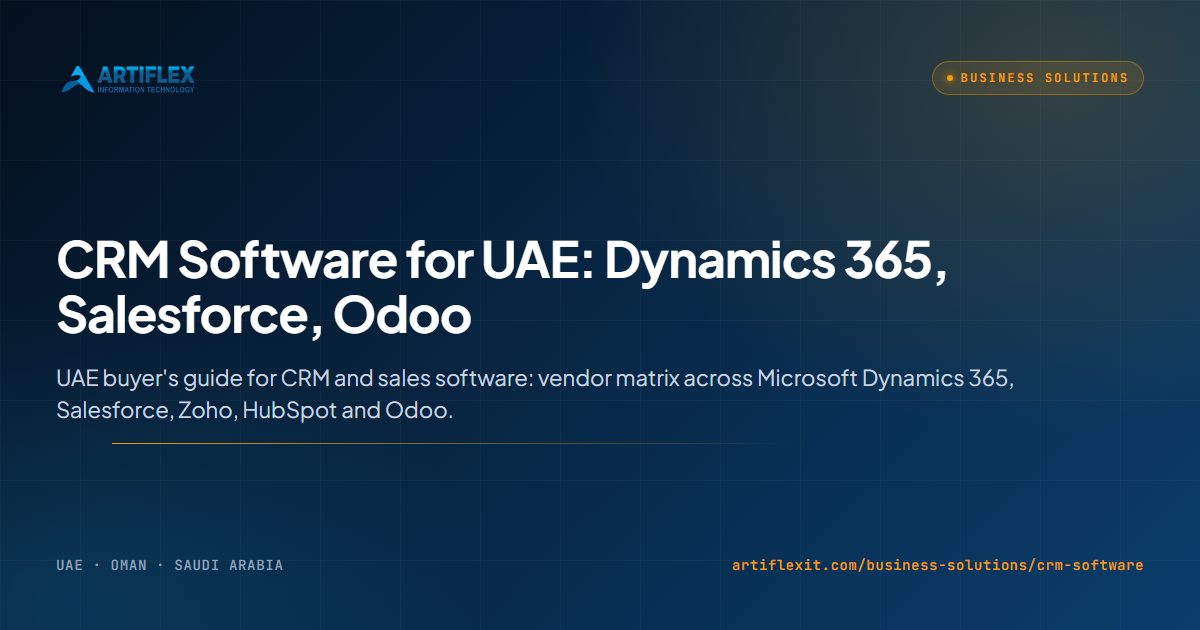 ARTIFLEX
INFORMATION TECHNOLOGY
BUSINESS SOLUTIONS
CRM Software for UAE: Dynamics 365,
Salesforce, Odoo
UAE buyer's guide for CRM and sales software: vendor matrix across Microsoft Dynamics 365,
Salesforce, Zoho, HubSpot and Odoo.
UAE · OMAN · SAUDI ARABIA
artiflexit.com/business-solutions/crm-software